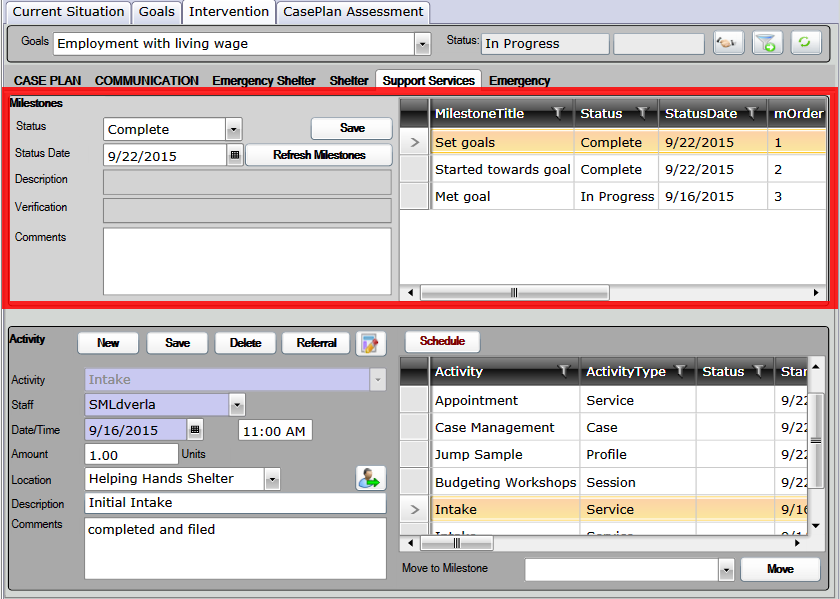 Current Situation Goals Intervention CasePlan Assessment
Goals Employment with living wage Status: In Progress
CASE PLAN COMMUNICATION Emergency Shelter Shelter Support Services Emergency
Milestones
Status Complete Save
Status Date 9/22/2015 Refresh Milestones
Description
Verification
Comments
MilestoneTitle Status StatusDate mOrder
Set goals Complete 9/22/2015 1
Started towards goal Complete 9/22/2015 2
Met goal In Progress 9/16/2015 3
Activity New Save Delete Referral
Activity Intake
Staff SMLdverla
Date/Time 9/16/2015 11:00 AM
Amount 1.00 Units
Location Helping Hands Shelter
Description Initial Intake
Comments completed and filed
Schedule
Activity ActivityType Status Star
Appointment Service 9/22
Case Management Case 9/22
Jump Sample Profile 9/22
Budgeting Workshops Session 9/22
Intake Service 9/16
Move to Milestone Move